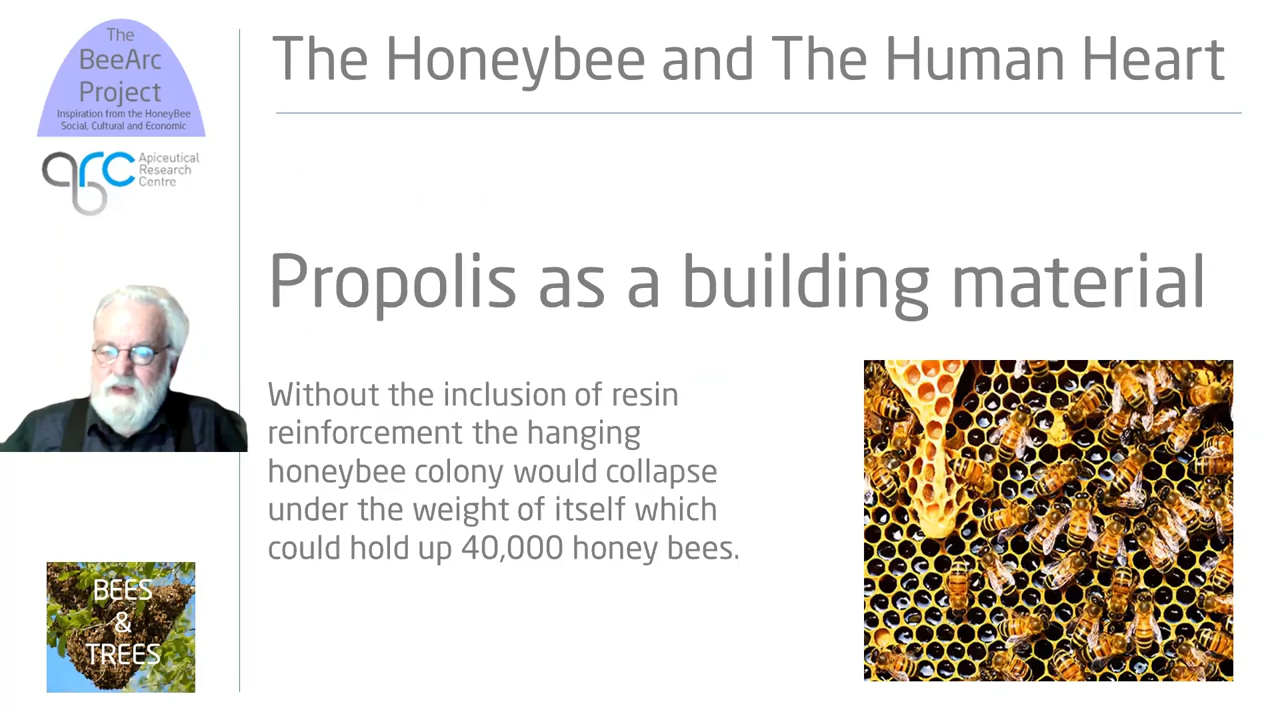 The
BeeArc
Project
Inspiration from the HoneyBee
Social, Cultural and Economic
arc
Apiceutical
Research
Centre
The Honeybee and The Human Heart
Propolis as a building material
Without the inclusion of resin
reinforcement the hanging
honeybee colony would collapse
under the weight of itself which
could hold up 40,000 honey bees.
BEES
&
TREES